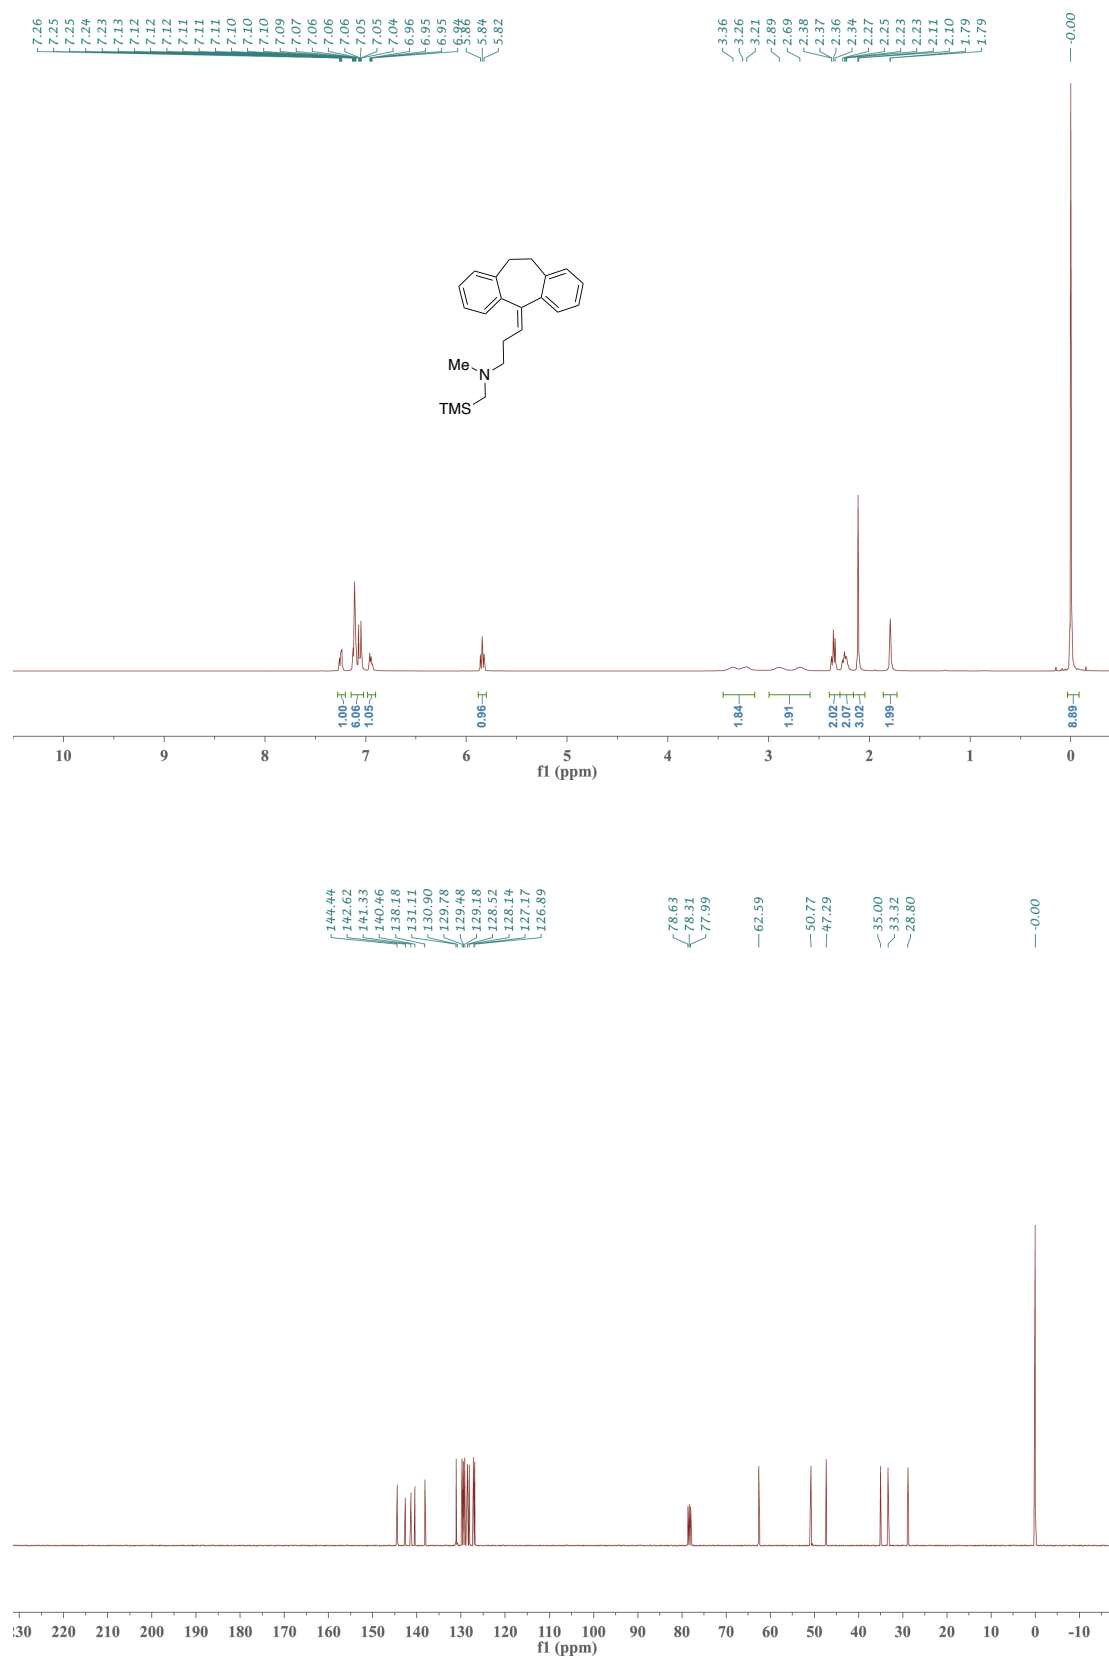 7.26 7.25 7.25 7.24 7.23 7.13 7.12 7.12 7.12 7.11 7.11 7.11 7.10 7.10 7.10 7.09 7.07 7.06 7.06 7.06 7.05 7.05 7.04 6.96 6.95 6.95 6.94 5.86 5.84 5.82 3.36 3.26 3.21 2.89 2.69 2.38 2.37 2.36 2.34 2.27 2.25 2.23 2.23 2.11 2.10 1.79 1.79 -0.00
Me
N
TMS
1.00 6.06 1.05 0.96 1.84 1.91 2.02 2.07 3.02 1.99 8.89
10 9 8 7 6 5 4 3 2 1 0
f1 (ppm)
144.44 142.62 141.33 140.46 138.18 131.11 130.90 129.78 129.48 129.18 128.52 128.14 127.17 126.89 78.63 78.31 77.99 62.59 50.77 47.29 35.00 33.32 28.80 -0.00
:30 220 210 200 190 180 170 160 150 140 130 120 110 100 90 80 70 60 50 40 30 20 10 0 -10
f1 (ppm)